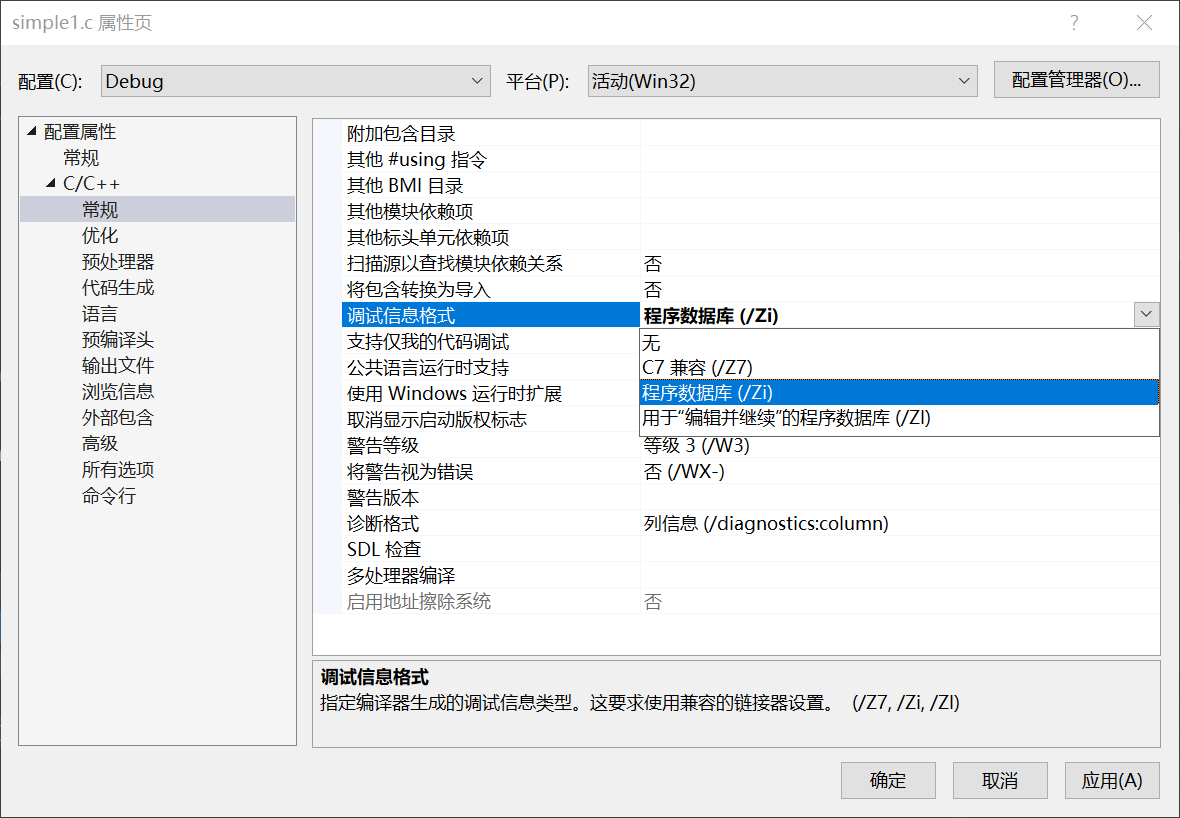 simple1.c 属性页
配置(C): Debug 平台(P): 活动(Win32) 配置管理器(O)...
配置属性
常规
C/C++
常规
优化
预处理器
代码生成
语言
预编译头
输出文件
浏览信息
外部包含
高级
所有选项
命令行
附加包含目录
其他 #using 指令
其他 BMI 目录
其他模块依赖项
其他标头单元依赖项
扫描源以查找模块依赖关系 否
将包含转换为导入 否
调试信息格式 程序数据库 (/Zi)
支持仅我的代码调试 无
公共语言运行时支持 C7 兼容 (/Z7)
使用 Windows 运行时扩展 程序数据库 (/Zi)
取消显示启动版权标志 用于“编辑并继续”的程序数据库 (/ZI)
警告等级 等级 3 (/W3)
将警告视为错误 否 (/WX-)
警告版本
诊断格式 列信息 (/diagnostics:column)
SDL 检查
多处理器编译
启用地址擦除系统 否
调试信息格式
指定编译器生成的调试信息类型。这要求使用兼容的链接器设置。 (/Z7, /Zi, /ZI)
确定 取消 应用(A)